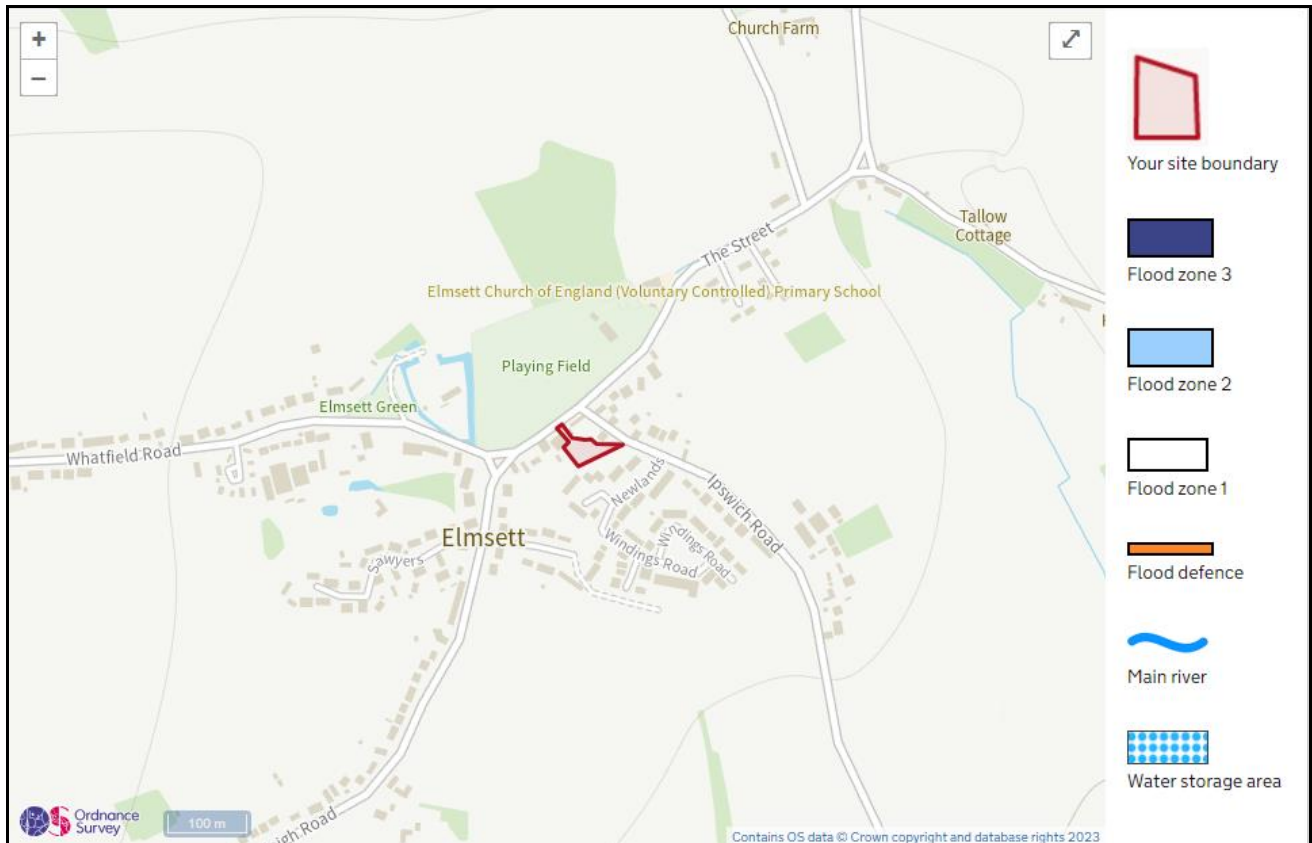 +
−
Church Farm
Tallow
Cottage
The Street
Elmsett Church of England (Voluntary Controlled) Primary School
Playing Field
Elmsett Green
Whatfield Road
Newlands
Ipswich Road
Elmsett
Windings Road
Windings Road
Sawyers
igh Road
Ordnance
Survey
100 m
Contains OS data © Crown copyright and database rights 2023
Your site boundary
Flood zone 3
Flood zone 2
Flood zone 1
Flood defence
Main river
Water storage area